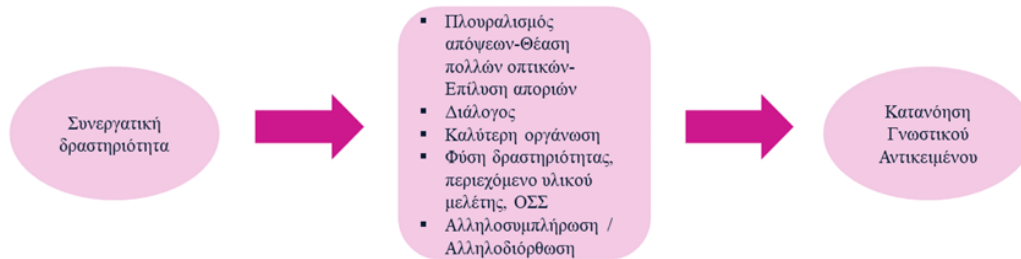 Συνεργατική
δραστηριότητα
▪ Πλουραλισμός
απόψεων-Θέαση
πολλών οπτικών-
Επίλυση αποριών
▪ Διάλογος
▪ Καλύτερη οργάνωση
▪ Φύση δραστηριότητας,
περιεχόμενο υλικού
μελέτης, ΟΣΣ
▪ Αλληλοσυμπλήρωση /
Αλληλοδιόρθωση
Κατανόηση
Γνωστικού
Αντικειμένου